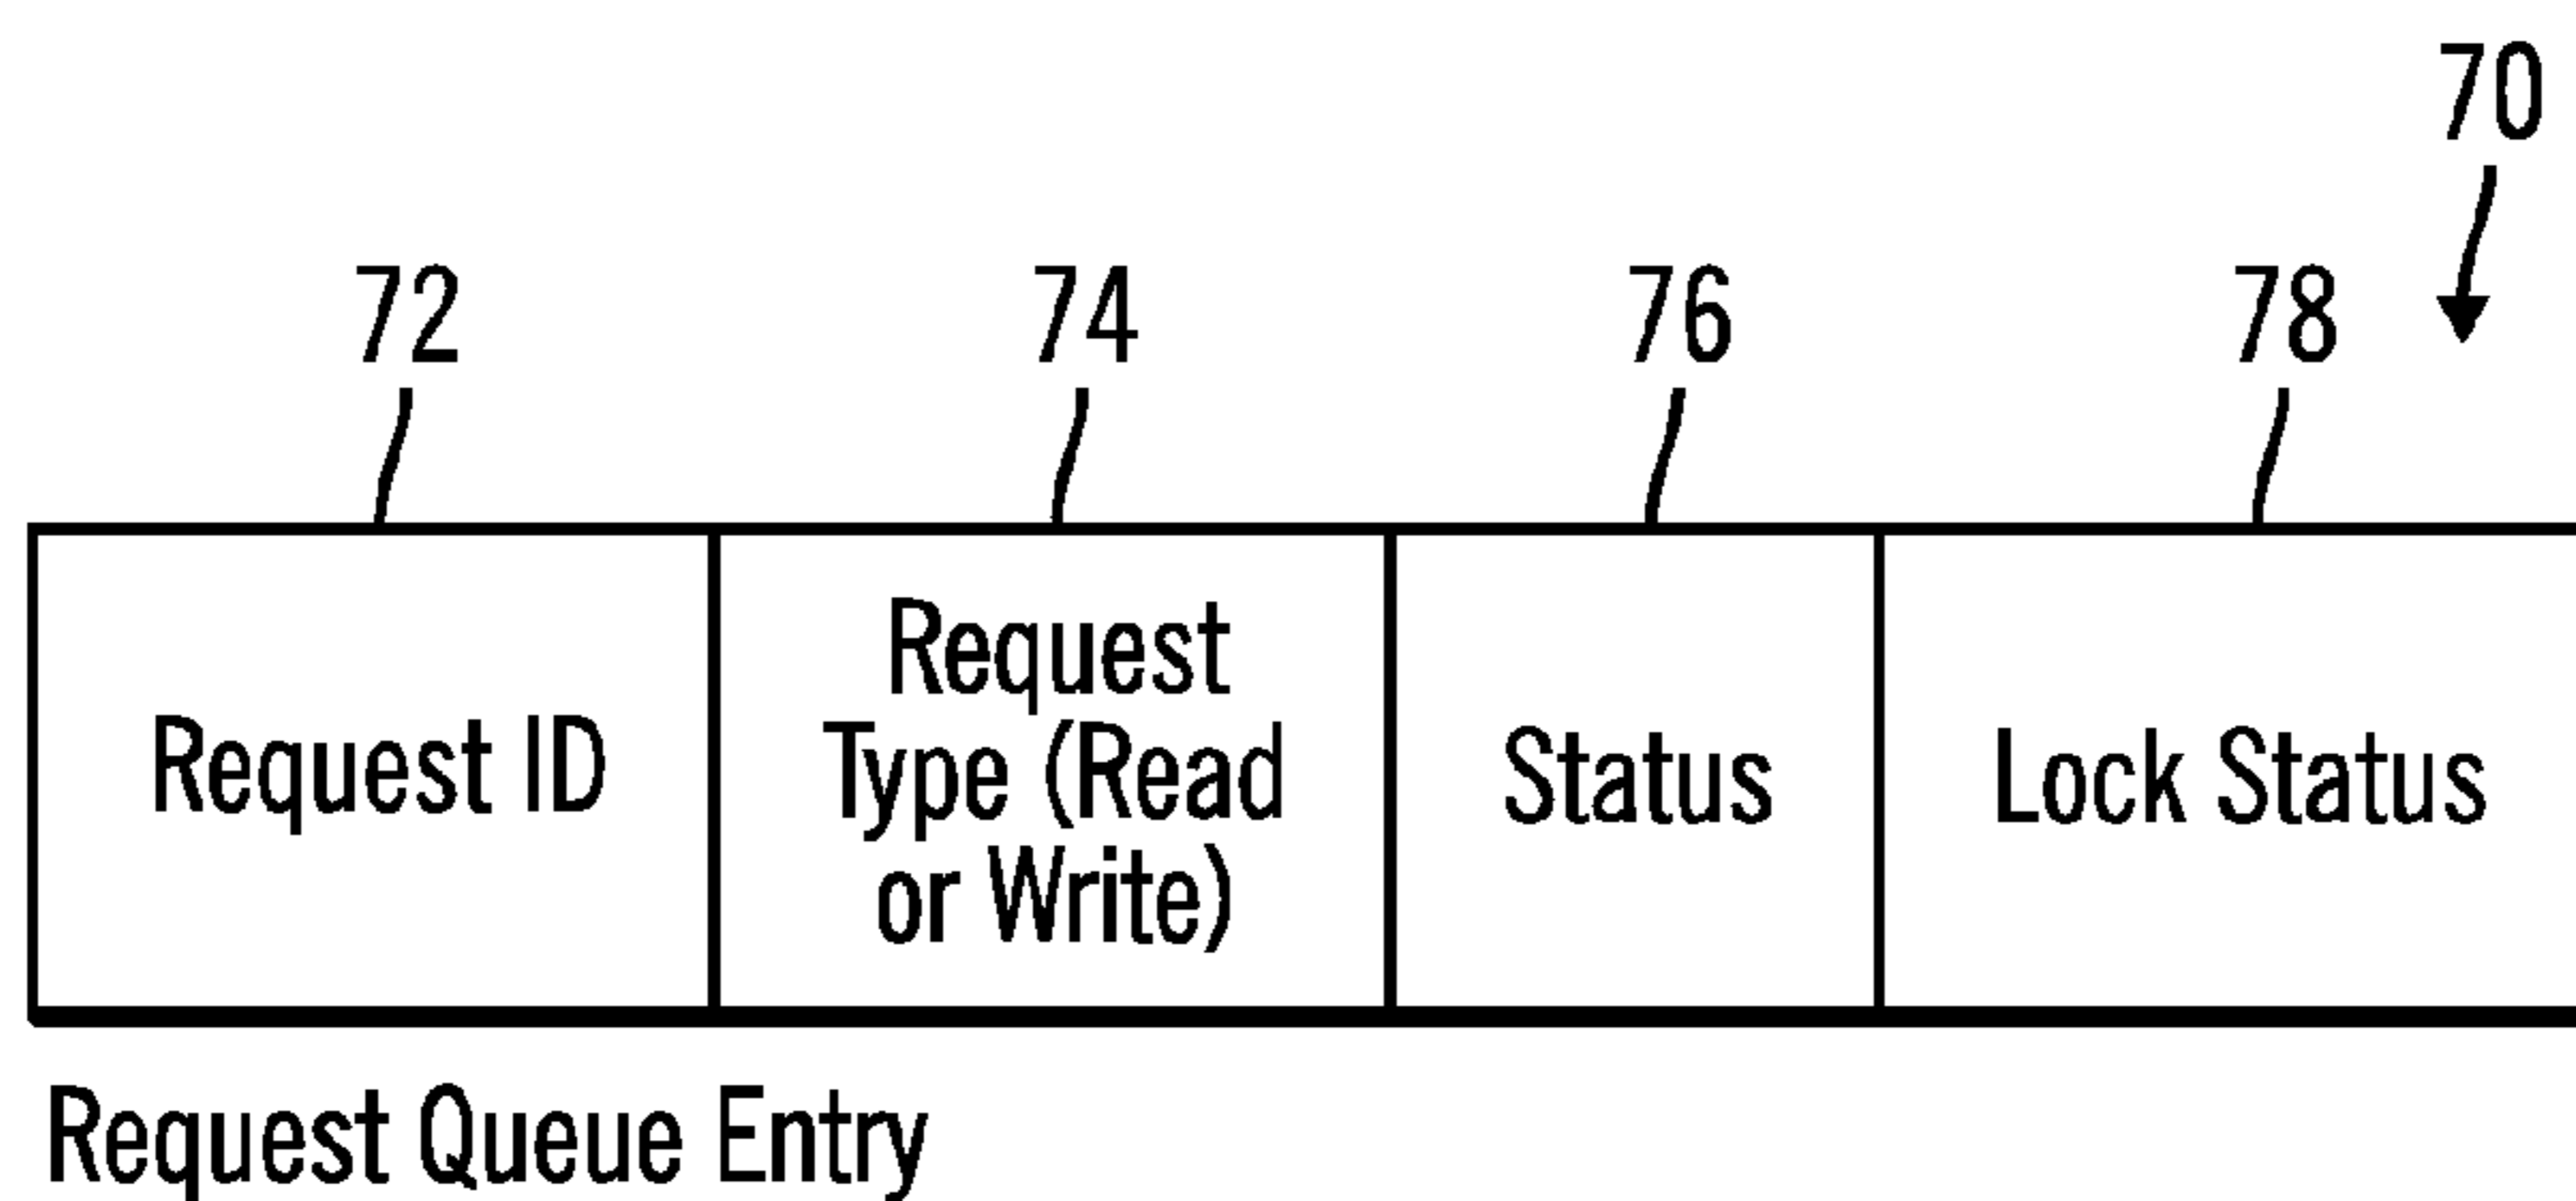 70
72
74
76
78
Request ID
Request
Type (Read
or Write)
Status
Lock Status
Request Queue Entry